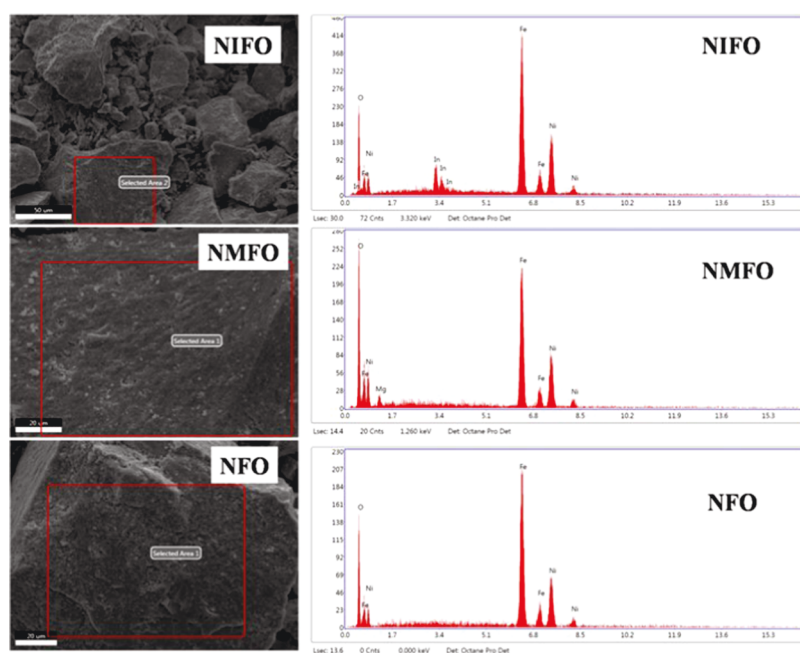 NIFO
Selected Area 2
50 μm
NIFO
414
368
322
276
230
184
138
92
46
0
O
Fe
Ni
In
Fe
Ni
In
In
In
Fe
Ni
0.0 1.7 3.4 5.1 6.8 8.5 10.2 11.9 13.6 15.3
Lsec: 30.0 72 Cnts 3.320 keV Det: Octane Pro Det
NMFO
Selected Area 1
20 μm
NMFO
252
224
196
168
140
112
84
56
28
0
O
Fe
Ni
Ni
Fe
Mg
Fe
Ni
0.0 1.7 3.4 5.1 6.8 8.5 10.2 11.9 13.6 15.3
Lsec: 14.4 20 Cnts 1.260 keV Det: Octane Pro Det
NFO
Selected Area 1
20 μm
NFO
230
207
184
161
138
115
92
69
46
23
0
Fe
O
Ni
Ni
Fe
Fe
Ni
0.0 1.7 3.4 5.1 6.8 8.5 10.2 11.9 13.6 15.3
Lsec: 13.6 0 Cnts 0.000 keV Det: Octane Pro Det